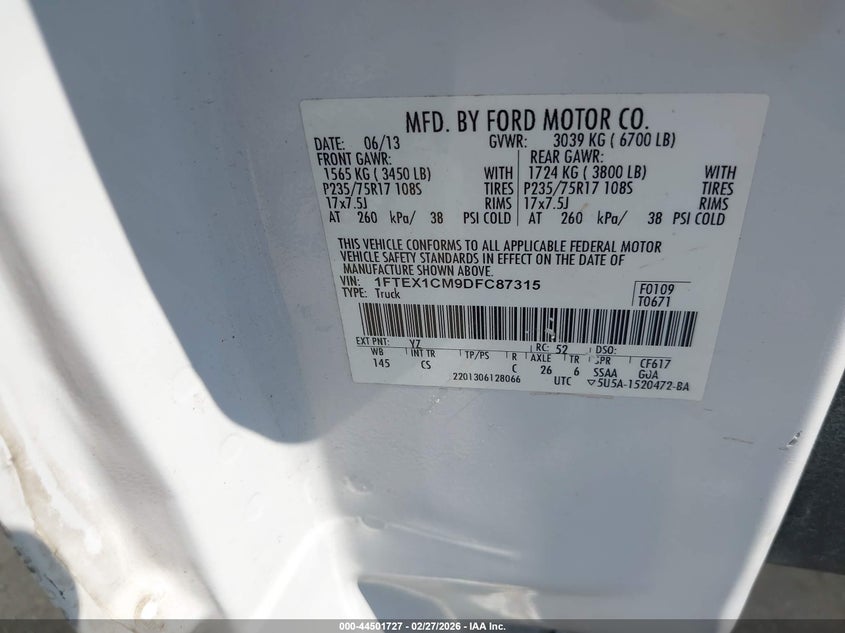 MFD. BY FORD MOTOR CO.
DATE: 06/13 GVWR: 3039 KG ( 6700 LB)
FRONT GAWR: REAR GAWR:
1565 KG ( 3450 LB) WITH 1724 KG ( 3800 LB) WITH
P235/75R17 108S TIRES P235/75R17 108S TIRES
17x7.5J RIMS 17x7.5J RIMS
AT 260 kPa/ 38 PSI COLD AT 260 kPa/ 38 PSI COLD
THIS VEHICLE CONFORMS TO ALL APPLICABLE FEDERAL MOTOR
VEHICLE SAFETY STANDARDS IN EFFECT ON THE DATE OF
MANUFACTURE SHOWN ABOVE.
VIN: 1FTEX1CM9DFC87315 F0109
TYPE: Truck T0671
EXT PNT: YZ RC: 52 DSO:
WB INT TR TP/PS R AXLE TR SPR CF617
145 CS C 26 6 SSAA GOA
2201306128066 UTC ▽5U5A-1520472-BA
000-44501727 - 02/27/2026 - IAA Inc.